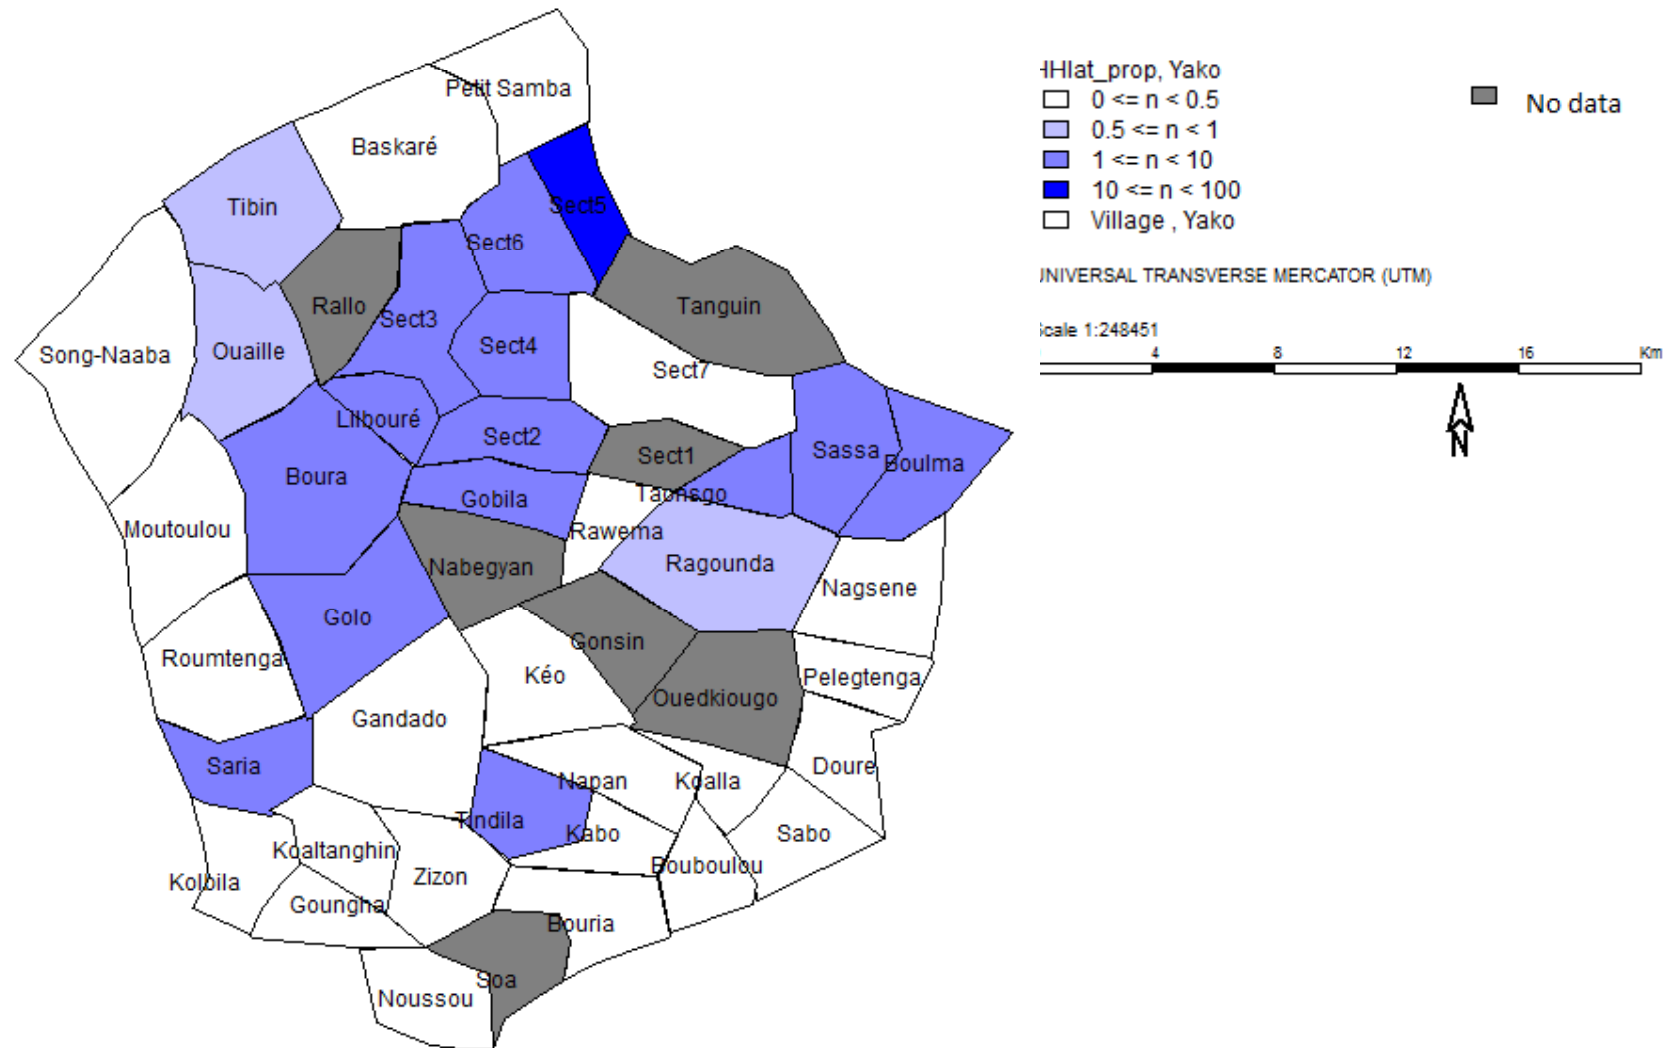 Petit Samba
Baskaré
Tibin
Sect5
Sect6
Rallo
Sect3
Tanguin
Song-Naaba
Ouaille
Sect4
Sect7
Lilbouré
Sect2
Sect1
Sassa
Boulma
Boura
Gobila
Taonsgo
Moutoulou
Rawema
Nabegyan
Ragounda
Nagsene
Golo
Roumtenga
Gonsin
Kéo
Pelegtenga
Ouedkiougo
Gandado
Saria
Napan
Koalla
Doure
Tindila
Kabo
Sabo
Koaltanghin
Bouboulou
Kolbila
Zizon
Goungha
Bouria
Soa
Noussou
HHlat_prop, Yako
0 <= n < 0.5
0.5 <= n < 1
1 <= n < 10
10 <= n < 100
Village , Yako
No data
UNIVERSAL TRANSVERSE MERCATOR (UTM)
Scale 1:248451
4 8 12 16 Km
N